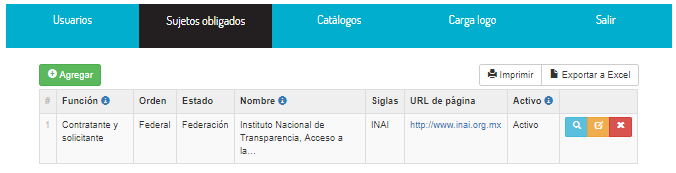 Usuarios Sujetos obligados Catálogos Carga logo Salir
Agregar Imprimir Exportar a Excel
# Función Orden Estado Nombre Siglas URL de página Activo
1 Contratante y Federal Federación Instituto Nacional de INAI http://www.inai.org.mx Activo
solicitante Transparencia, Acceso a
la...